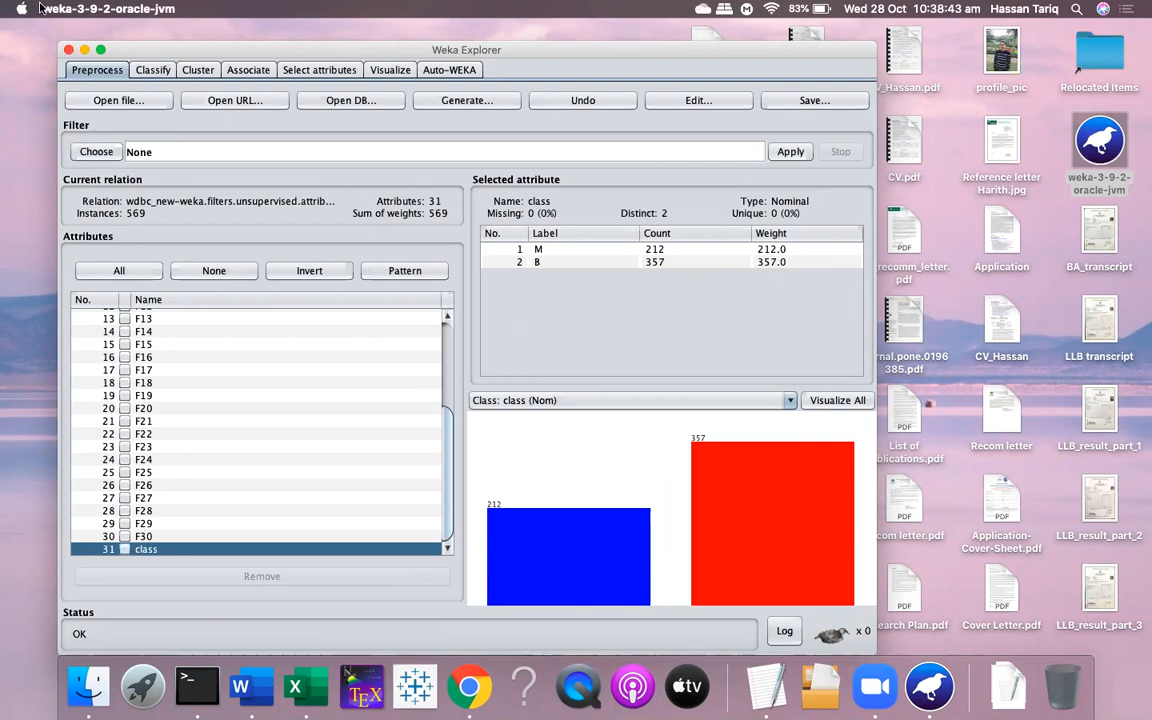 weka-3-9-2-oracle-jvm
83%
Wed 28 Oct 10:38:43 am
Hassan Tariq
Weka Explorer
Preprocess
Classify
Cluster
Associate
Select attributes
Visualize
Auto-WEKA
Open file...
Open URL...
Open DB...
Generate...
Undo
Edit...
Save...
Filter
Choose
None
Apply
Stop
Current relation
Relation: wdbc_new-weka.filters.unsupervised.attrib...
Attributes: 31
Instances: 569
Sum of weights: 569
Attributes
All
None
Invert
Pattern
No.
Name
13 F13
14 F14
15 F15
16 F16
17 F17
18 F18
19 F19
20 F20
21 F21
22 F22
23 F23
24 F24
25 F25
26 F26
27 F27
28 F28
29 F29
30 F30
31 class
Remove
Selected attribute
Name: class
Type: Nominal
Missing: 0 (0%)
Distinct: 2
Unique: 0 (0%)
No. Label Count Weight
1 M 212 212.0
2 B 357 357.0
Class: class (Nom)
Visualize All
212
357
Status
OK
Log
x 0
V_Hassan.pdf
profile_pic
Relocated Items
CV.pdf
Reference letter
Harith.jpg
weka-3-9-2-
oracle-jvm
recomm_letter.
pdf
Application
BA_transcript
rnal.pone.0196
385.pdf
CV_Hassan
LLB transcript
PDF
List of
blications.pdf
Recom letter
LLB_result_part_1
PDF
com letter.pdf
PDF
Application-
Cover-Sheet.pdf
LLB_result_part_2
PDF
search Plan.pdf
PDF
Cover Letter.pdf
LLB_result_part_3
>_
W
X
TEX
?
tv